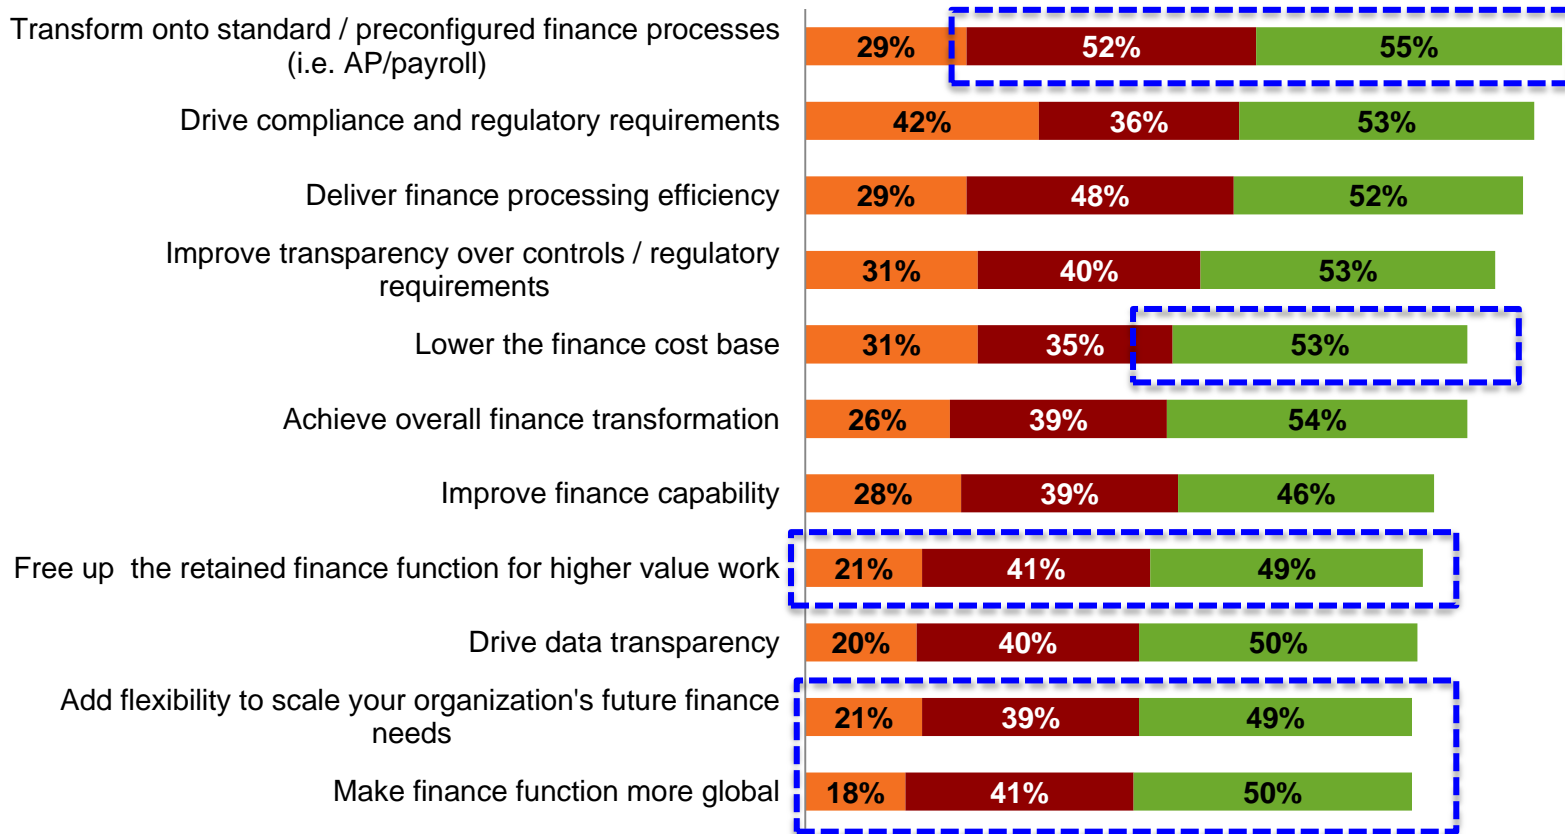 Transform onto standard / preconfigured finance processes
(i.e. AP/payroll)
29% 52% 55%
Drive compliance and regulatory requirements
42% 36% 53%
Deliver finance processing efficiency
29% 48% 52%
Improve transparency over controls / regulatory
requirements
31% 40% 53%
Lower the finance cost base
31% 35% 53%
Achieve overall finance transformation
26% 39% 54%
Improve finance capability
28% 39% 46%
Free up  the retained finance function for higher value work
21% 41% 49%
Drive data transparency
20% 40% 50%
Add flexibility to scale your organization's future finance
needs
21% 39% 49%
Make finance function more global
18% 41% 50%